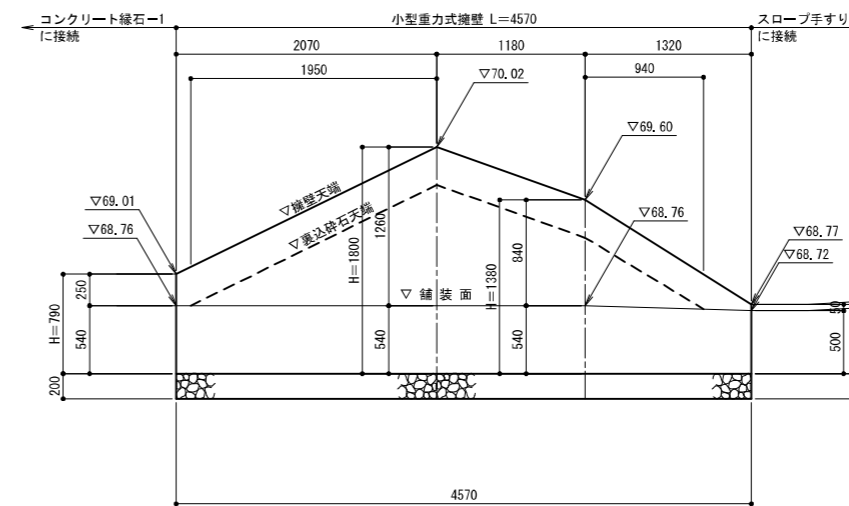 コンクリート縁石ー1
に接続
小型重力式擁壁 L=4570
スロープ手すり
に接続
2070
1180
1320
1950
940
▽70.02
▽69.60
▽69.01
▽68.76
▽擁壁天端
▽裏込砕石天端
H=1800
1260
H=1380
840
▽68.76
▽68.77
▽68.72
▽ 舗 装 面
250
H=790
540
540
540
50
500
200
4570